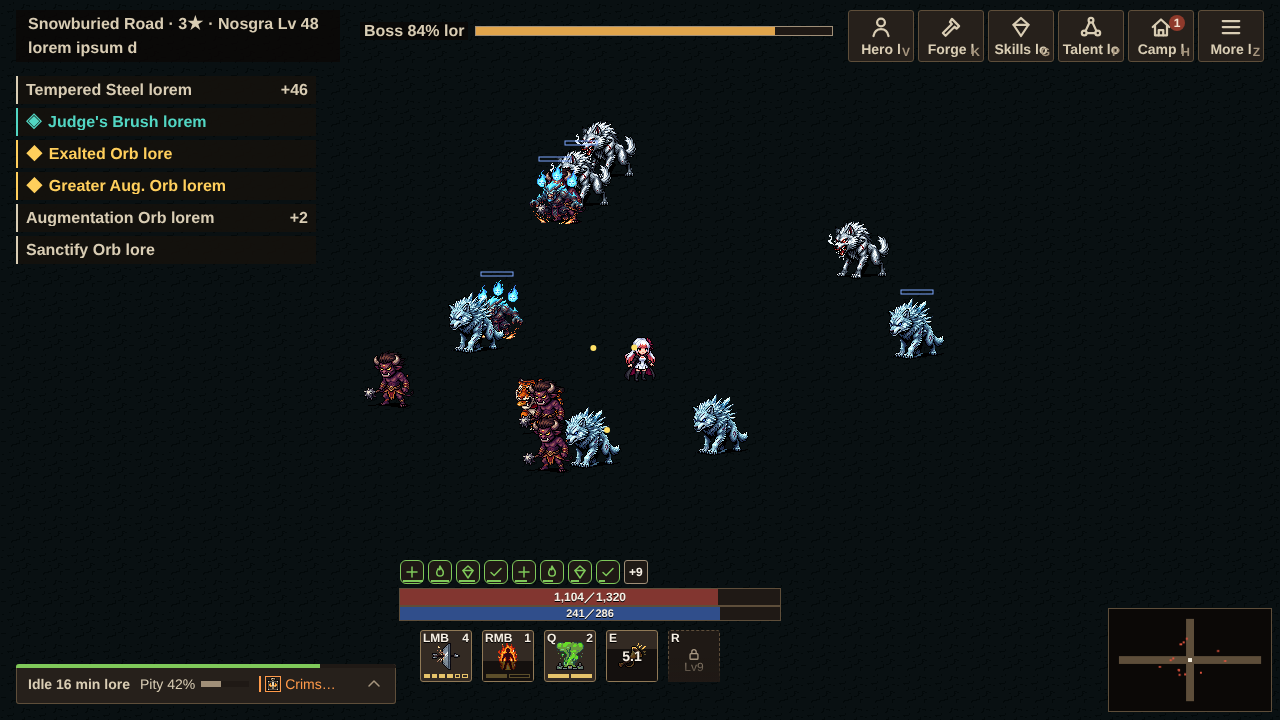 Snowburied Road · 3★ · Nosgra Lv 48
lorem ipsum d
Boss 84% lor
Hero l V
Forge l K
Skills lo G
Talent lo P
Camp l H 1
More l Z
Tempered Steel lorem +46
Judge's Brush lorem
Exalted Orb lore
Greater Aug. Orb lorem
Augmentation Orb lorem +2
Sanctify Orb lore
+9
1,104／1,320
241／286
LMB 4
RMB 1
Q 2
E 5.1
R Lv9
Idle 16 min lore Pity 42% Crims…